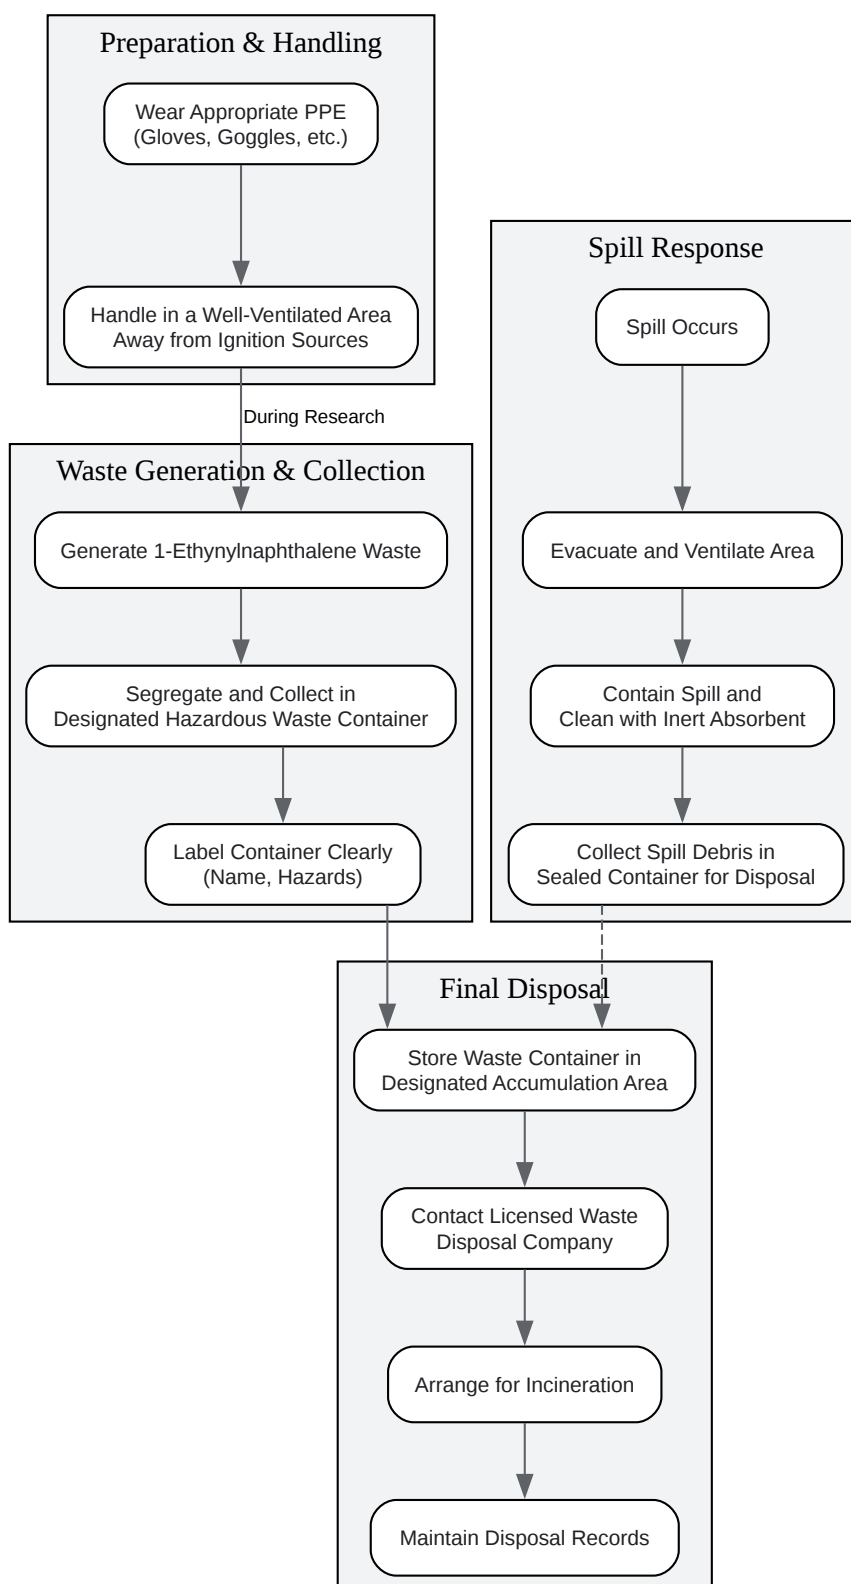 Preparation & Handling
Wear Appropriate PPE
(Gloves, Goggles, etc.)
Handle in a Well-Ventilated Area
Away from Ignition Sources
During Research
Waste Generation & Collection
Generate 1-Ethynylnaphthalene Waste
Segregate and Collect in
Designated Hazardous Waste Container
Label Container Clearly
(Name, Hazards)
Spill Response
Spill Occurs
Evacuate and Ventilate Area
Contain Spill and
Clean with Inert Absorbent
Collect Spill Debris in
Sealed Container for Disposal
Final Disposal
Store Waste Container in
Designated Accumulation Area
Contact Licensed Waste
Disposal Company
Arrange for Incineration
Maintain Disposal Records